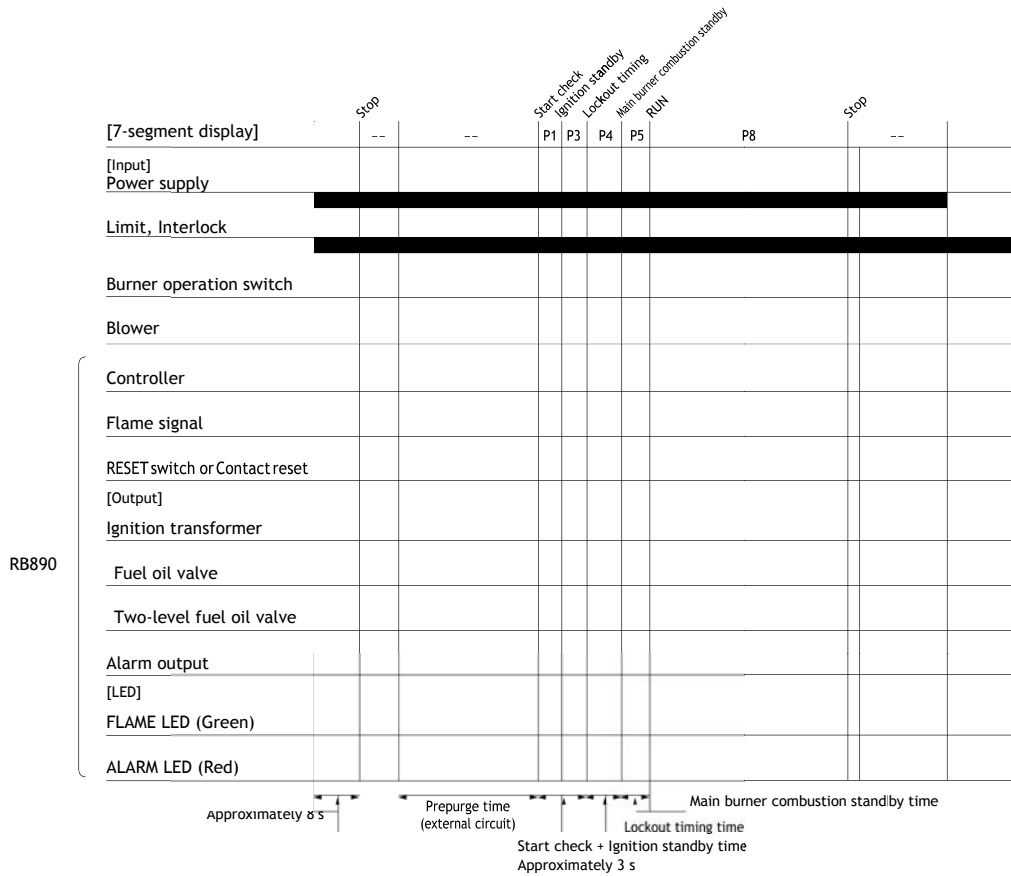 Stop
Start check
Ignition standby
Lockout timing
Main burner combustion standby
RUN
Stop
[7-segment display] -- -- P1 P3 P4 P5 P8 --
[Input]
Power supply
Limit, Interlock
Burner operation switch
Blower
Controller
Flame signal
RESET switch or Contact reset
[Output]
Ignition transformer
RB890
Fuel oil valve
Two-level fuel oil valve
Alarm output
[LED]
FLAME LED (Green)
ALARM LED (Red)
Approximately 8 s
Prepurge time
(external circuit)
Main burner combustion standby time
Lockout timing time
Start check + Ignition standby time
Approximately 3 s